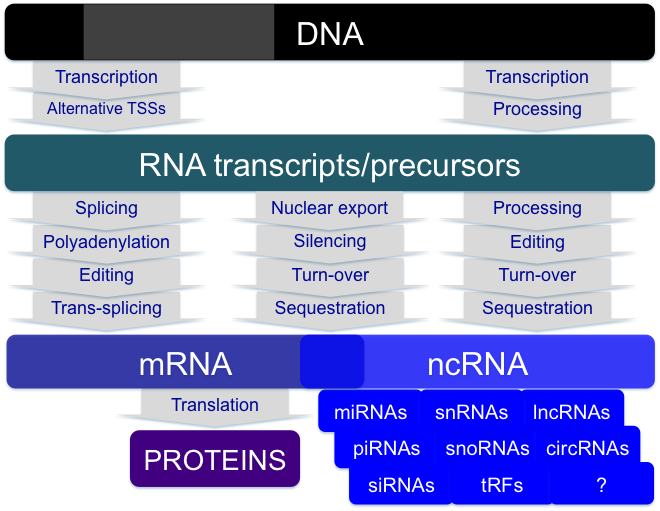 DNA
Transcription
Transcription
Alternative TSSs
Processing
RNA transcripts/precursors
Splicing
Nuclear export
Processing
Polyadenylation
Silencing
Editing
Editing
Turn-over
Turn-over
Trans-splicing
Sequestration
Sequestration
mRNA
ncRNA
Translation
miRNAs
snRNAs
lncRNAs
PROTEINS
piRNAs
snoRNAs
circRNAs
siRNAs
tRFs
?